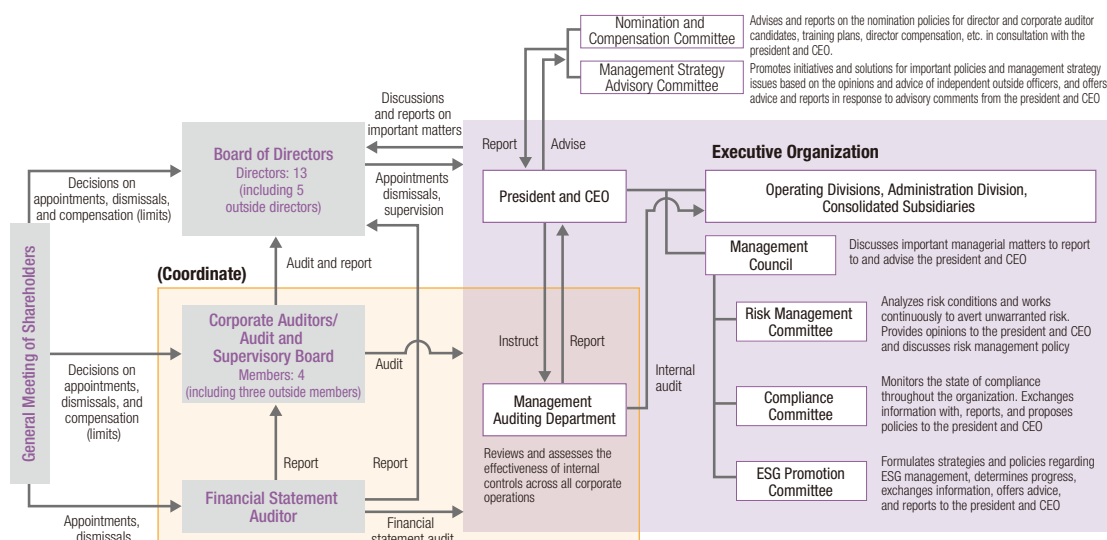 Nomination and
Compensation Committee
Advises and reports on the nomination policies for director and corporate auditor
candidates, training plans, director compensation, etc. in consultation with the
president and CEO.
Management Strategy
Advisory Committee
Promotes initiatives and solutions for important policies and management strategy
issues based on the opinions and advice of independent outside officers, and offers
advice and reports in response to advisory comments from the president and CEO
Discussions
and reports on
important matters
Report
Advise
Executive Organization
Board of Directors
Directors: 13
(including 5
outside directors)
Decisions on
appointments, dismissals,
and compensation (limits)
Appointments
dismissals,
supervision
President and CEO
Operating Divisions, Administration Division,
Consolidated Subsidiaries
General Meeting of Shareholders
Audit and report
(Coordinate)
Management
Council
Discusses important managerial matters to report
to and advise the president and CEO
Corporate Auditors/
Audit and
Supervisory Board
Members: 4
(including three outside members)
Decisions on
appointments,
dismissals, and
compensation
(limits)
Audit
Instruct
Report
Internal
audit
Risk Management
Committee
Analyzes risk conditions and works
continuously to avert unwarranted risk.
Provides opinions to the president and CEO
and discusses risk management policy
Management
Auditing Department
Reviews and assesses the
effectiveness of internal
controls across all corporate
operations
Compliance
Committee
Monitors the state of compliance
throughout the organization. Exchanges
information with, reports, and proposes
policies to the president and CEO
Report
Report
Financial Statement
Auditor
ESG Promotion
Committee
Formulates strategies and policies regarding
ESG management, determines progress,
exchanges information, offers advice,
and reports to the president and CEO
Appointments,
dismissals
Financial
statement audit